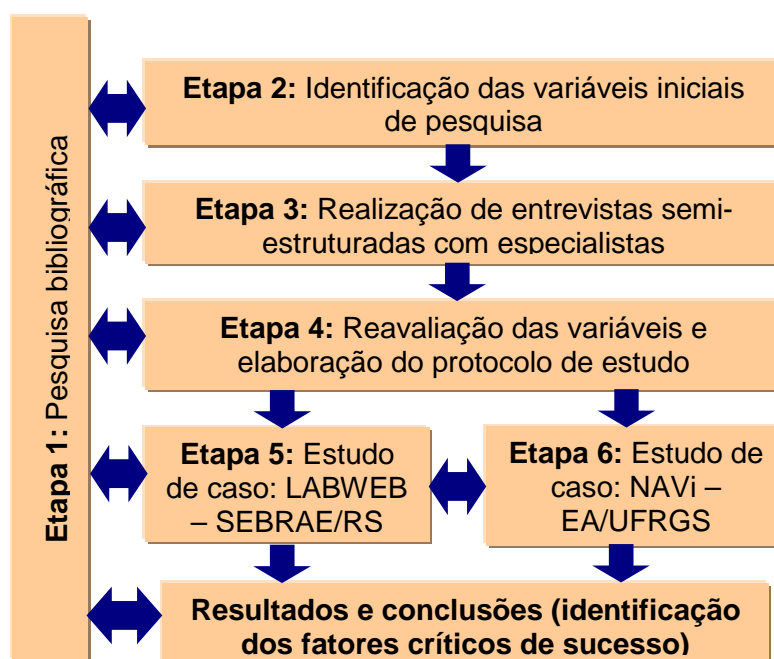 Etapa 1: Pesquisa bibliográfica
Etapa 2: Identificação das variáveis iniciais
de pesquisa
Etapa 3: Realização de entrevistas semi-
estruturadas com especialistas
Etapa 4: Reavaliação das variáveis e
elaboração do protocolo de estudo
Etapa 5: Estudo
de caso: LABWEB
– SEBRAE/RS
Etapa 6: Estudo de
caso: NAVi –
EA/UFRGS
Resultados e conclusões (identificação
dos fatores críticos de sucesso)